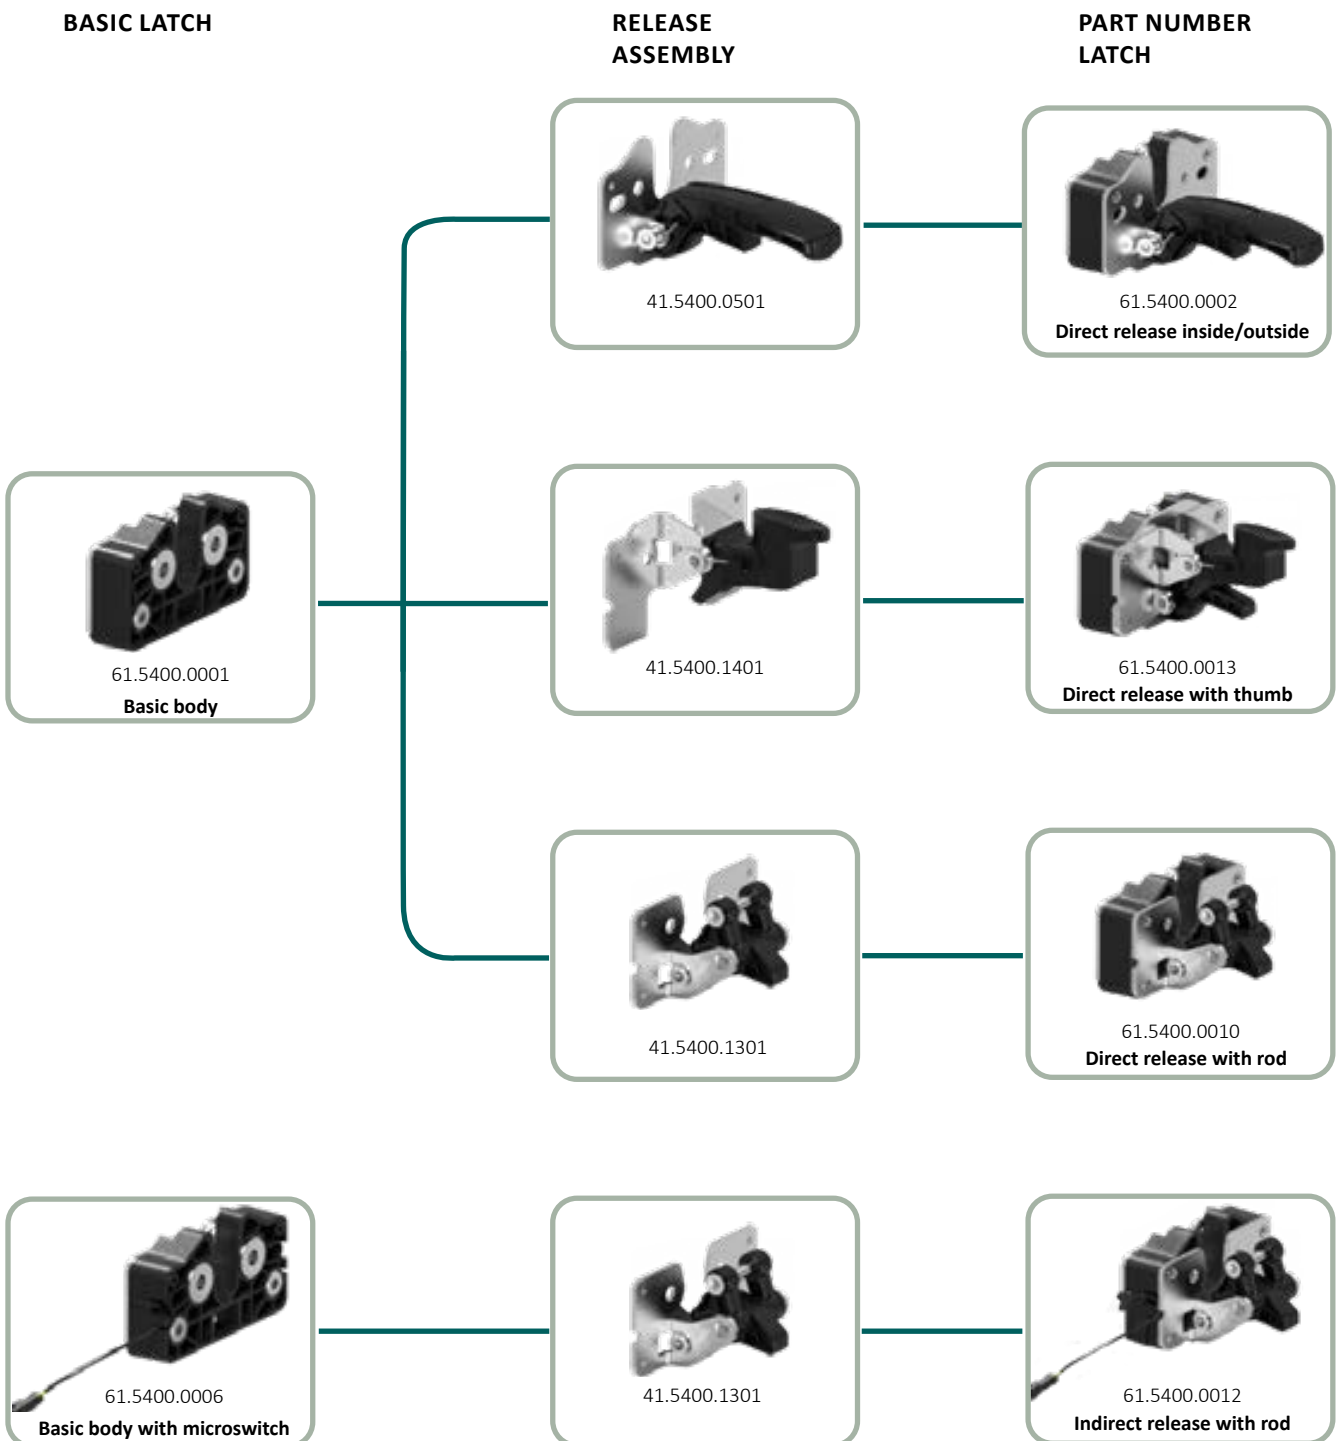 BASIC LATCH
RELEASE
ASSEMBLY
PART NUMBER
LATCH
41.5400.0501
61.5400.0002
Direct release inside/outside
61.5400.0001
Basic body
41.5400.1401
61.5400.0013
Direct release with thumb
41.5400.1301
61.5400.0010
Direct release with rod
61.5400.0006
Basic body with microswitch
41.5400.1301
61.5400.0012
Indirect release with rod